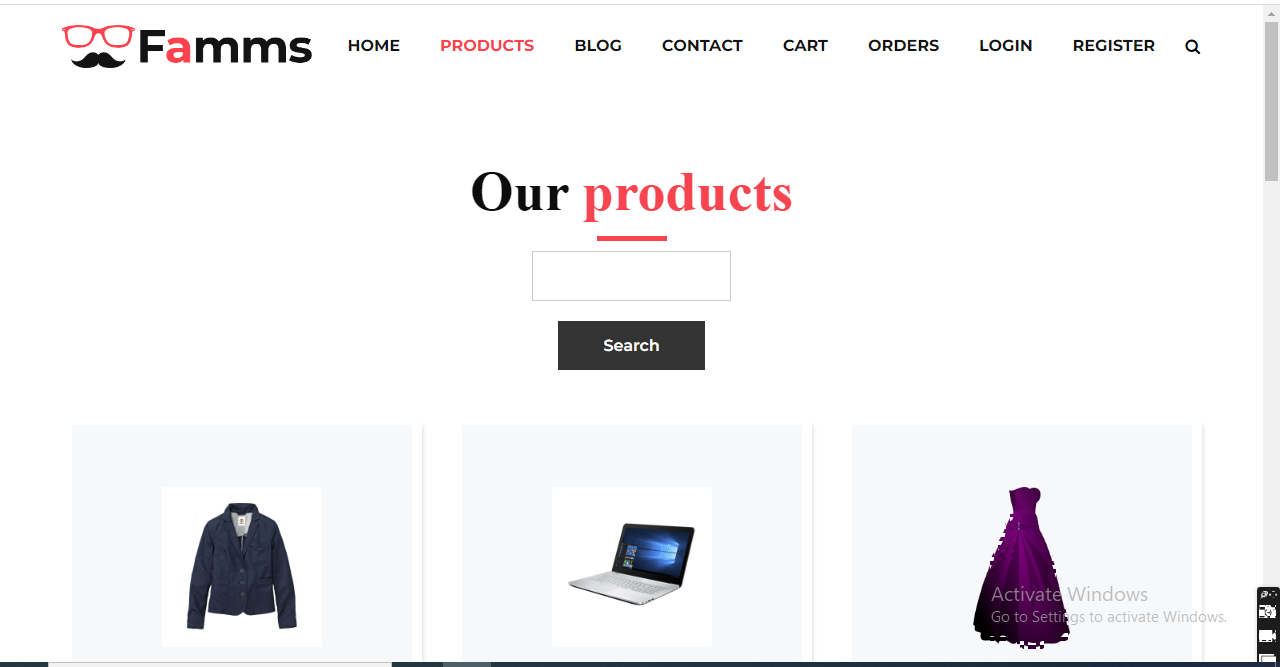 Famms HOME PRODUCTS BLOG CONTACT CART ORDERS LOGIN REGISTER
Our products
Search
Activate Windows
Go to Settings to activate Windows.